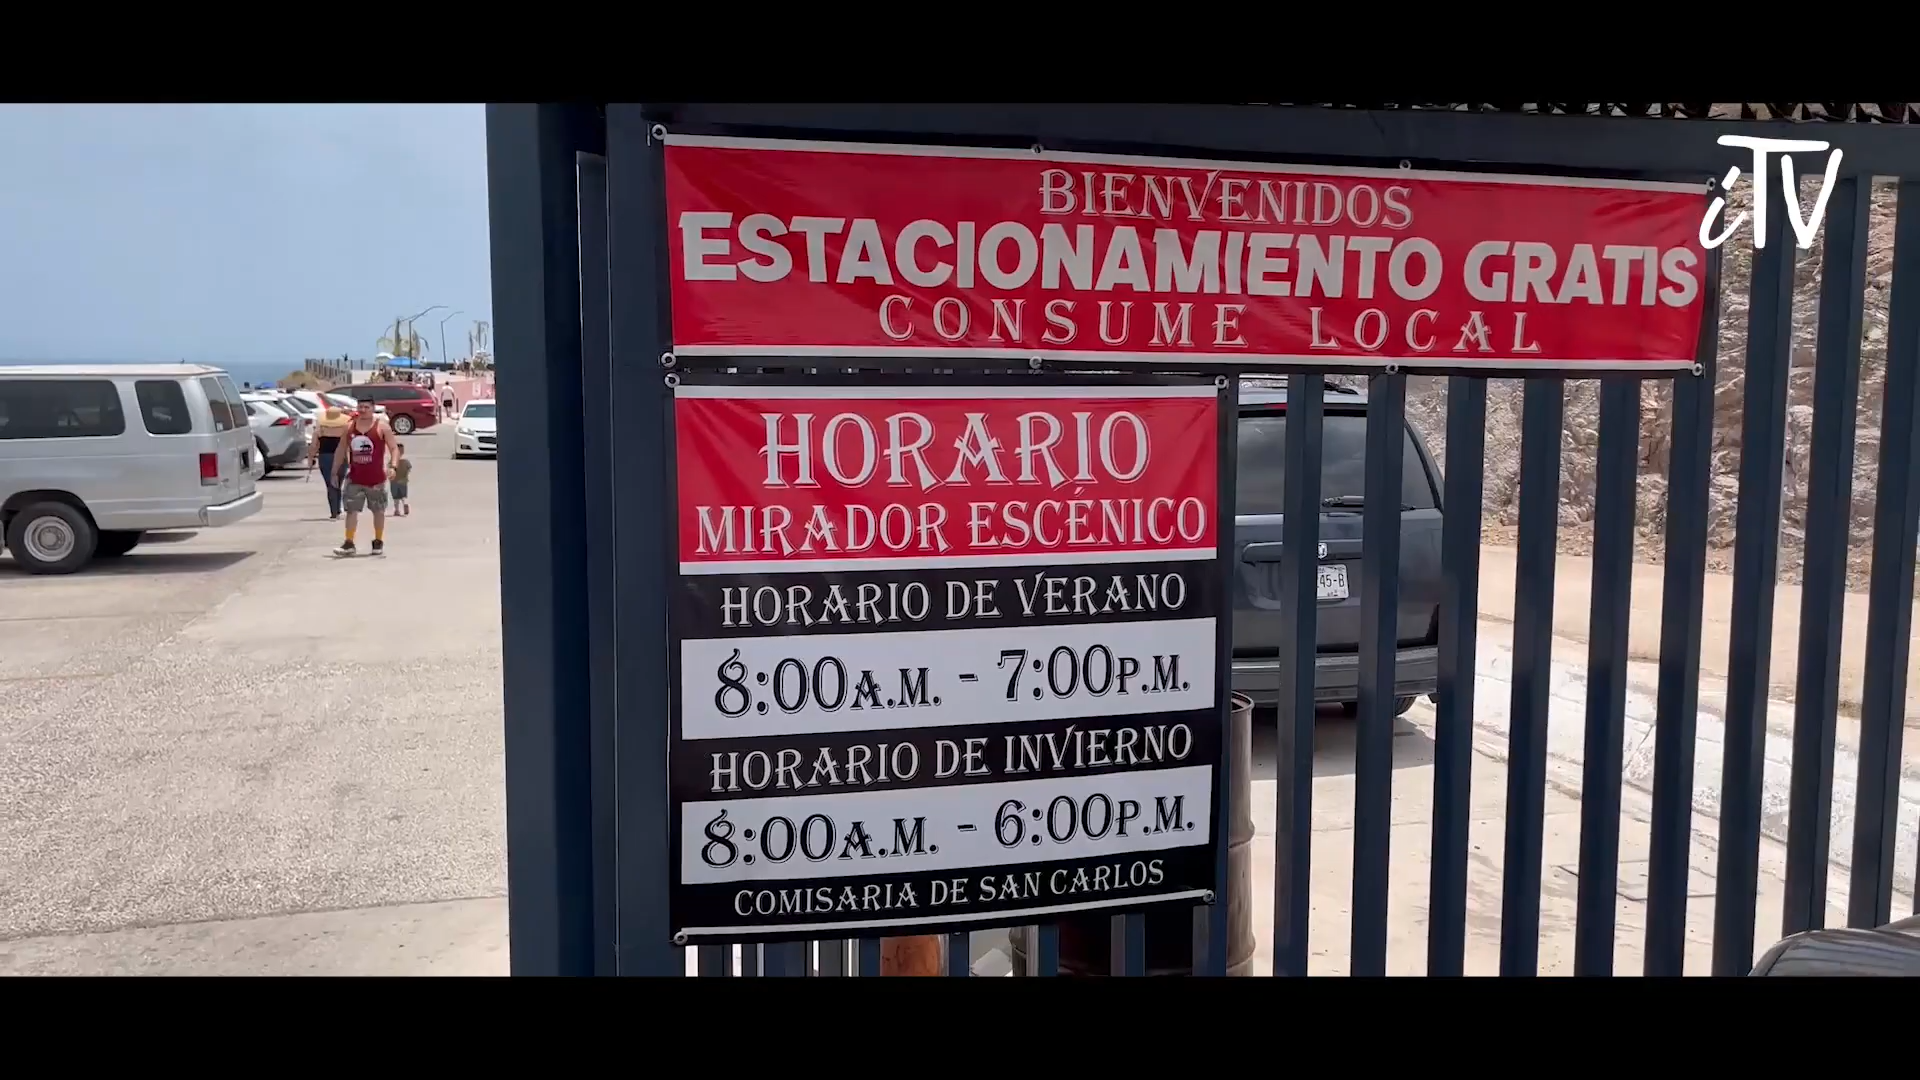 BIENVENIDOS
ESTACIONAMIENTO GRATIS
CONSUME LOCAL
iTV
HORARIO
MIRADOR ESCÉNICO
HORARIO DE VERANO
8:00A.M. - 7:00P.M.
HORARIO DE INVIERNO
8:00A.M. - 6:00P.M.
COMISARIA DE SAN CARLOS
45-B